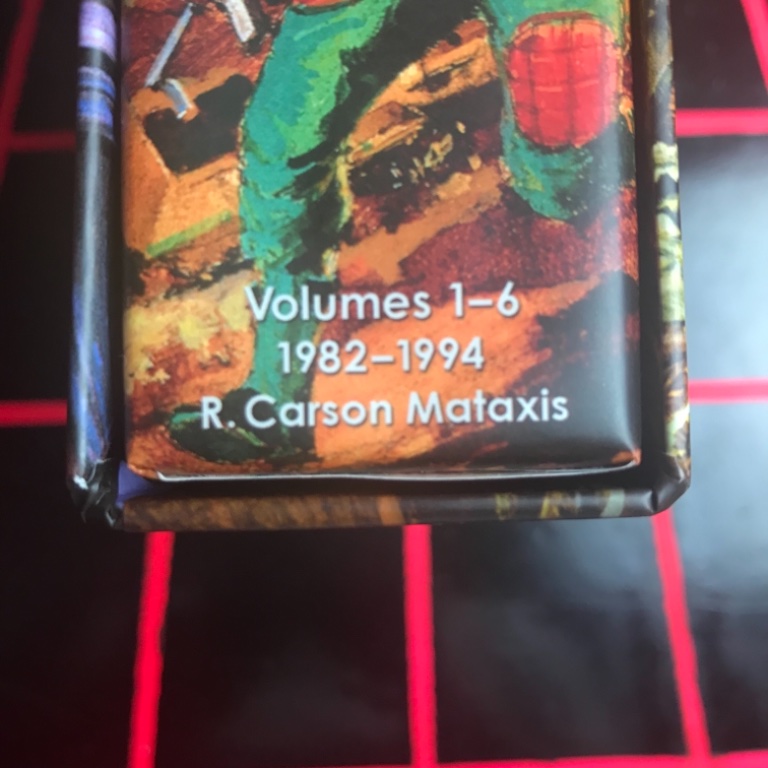 Volumes 1–6
1982–1994
R. Carson Mataxis